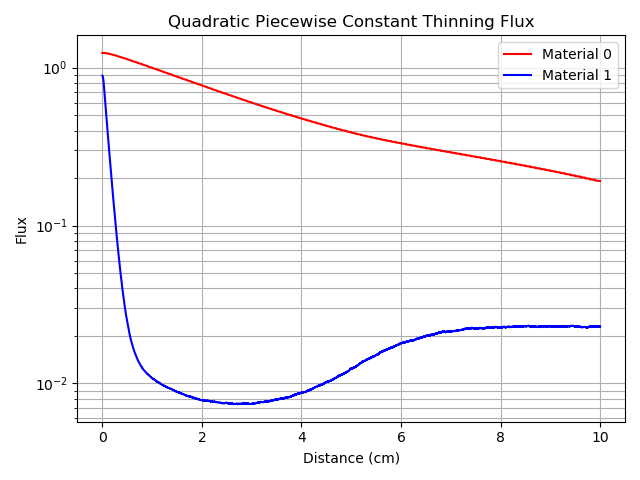 Quadratic Piecewise Constant Thinning Flux
Material 0
Material 1
Flux
10^0
10^-1
10^-2
0 2 4 6 8 10
Distance (cm)